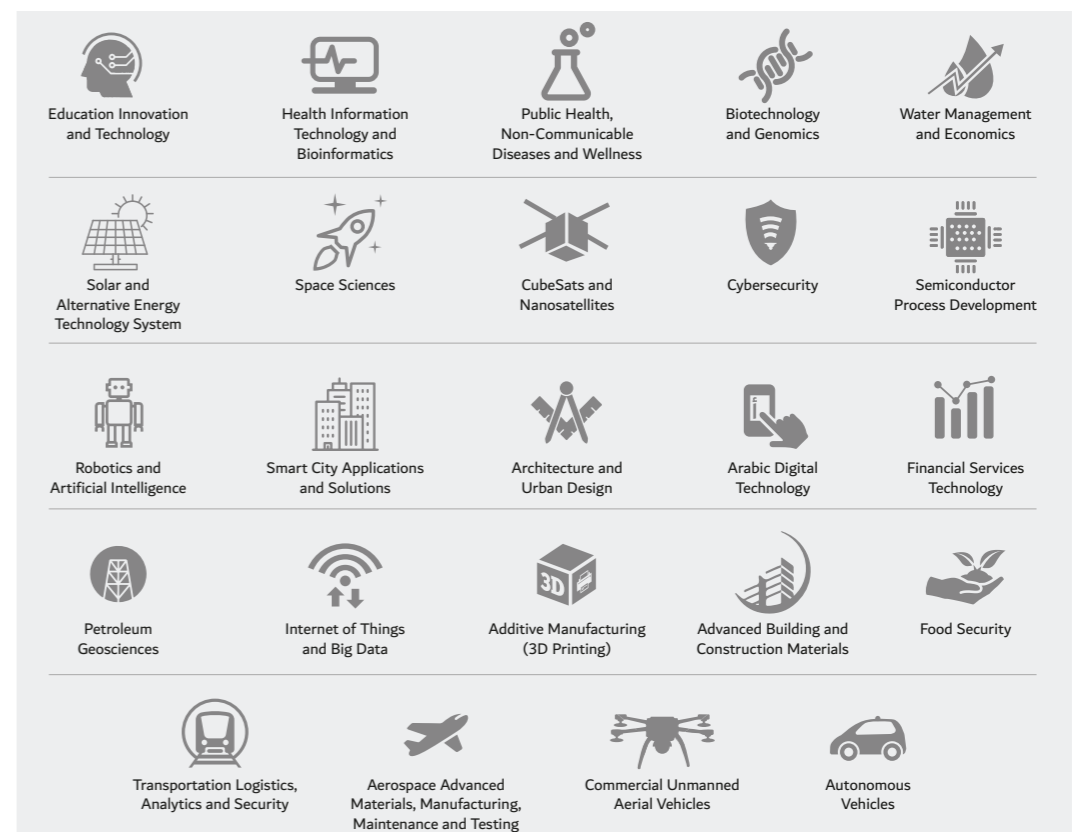 Education Innovation
and Technology
Health Information
Technology and
Bioinformatics
Public Health,
Non-Communicable
Diseases and Wellness
Biotechnology
and Genomics
Water Management
and Economics
Solar and
Alternative Energy
Technology System
Space Sciences
CubeSats and
Nanosatellites
Cybersecurity
Semiconductor
Process Development
Robotics and
Artificial Intelligence
Smart City Applications
and Solutions
Architecture and
Urban Design
i
Arabic Digital
Technology
Financial Services
Technology
Petroleum
Geosciences
Internet of Things
and Big Data
3D
Additive Manufacturing
(3D Printing)
Advanced Building and
Construction Materials
Food Security
Transportation Logistics,
Analytics and Security
Aerospace Advanced
Materials, Manufacturing,
Maintenance and Testing
Commercial Unmanned
Aerial Vehicles
Autonomous
Vehicles